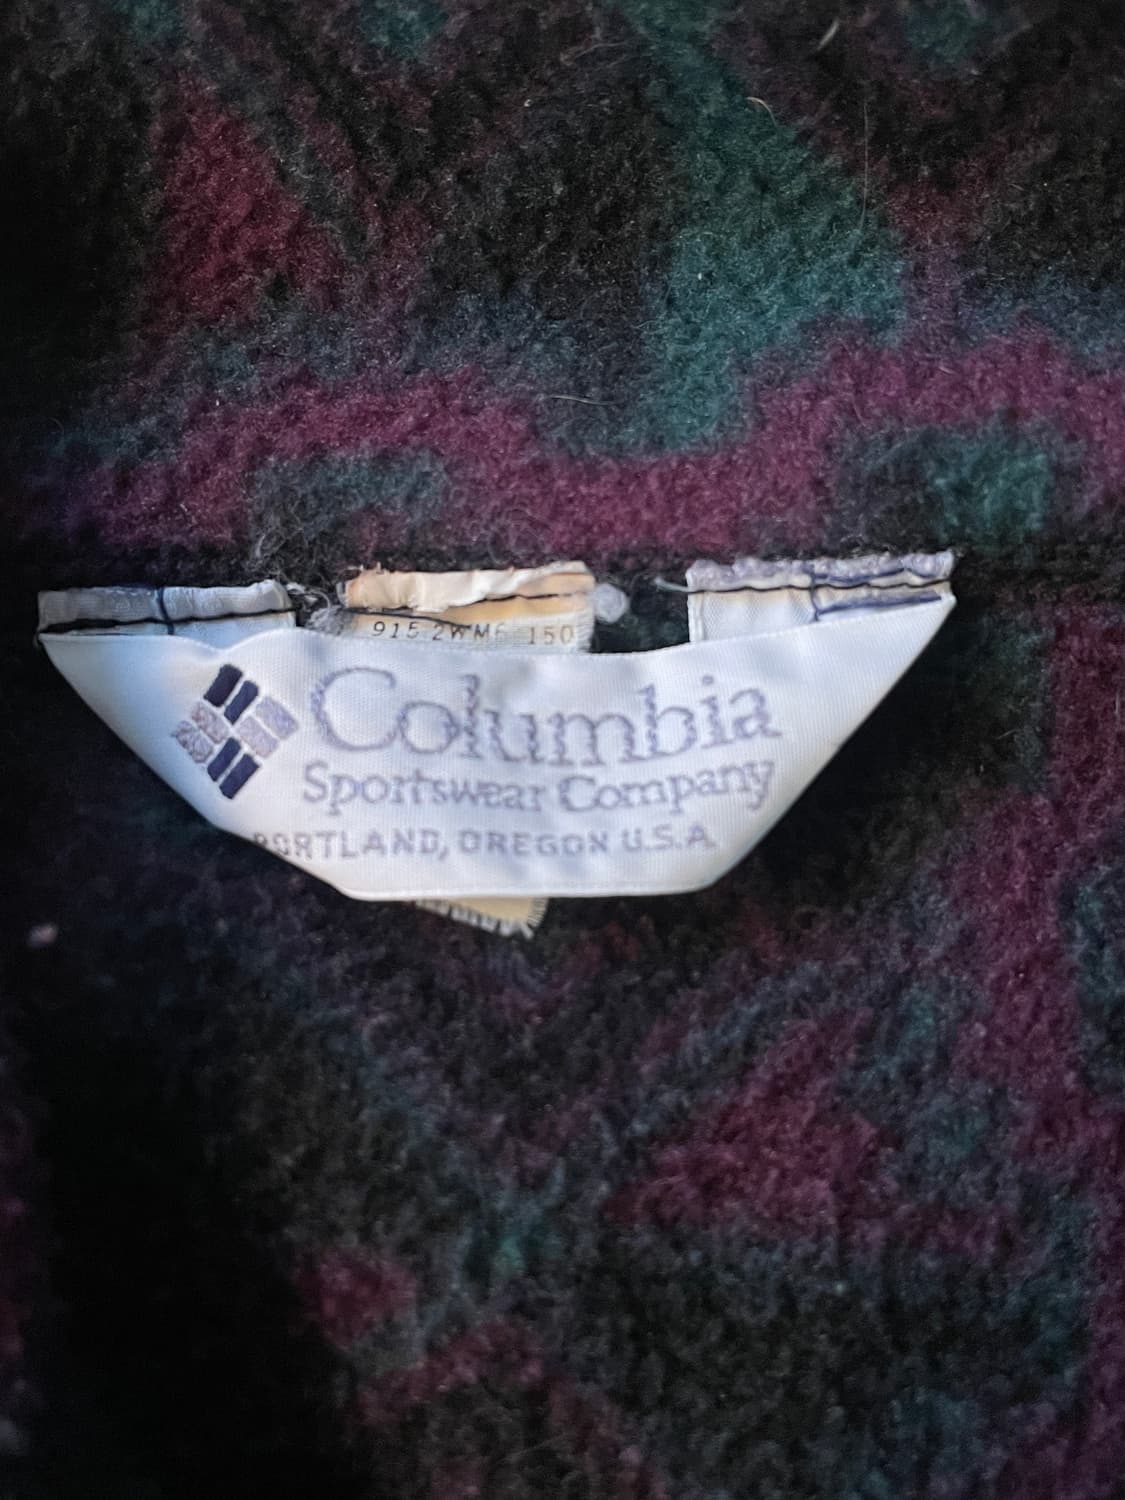 915 2WM6 150
Columbia
Sportswear Company
PORTLAND, OREGON U.S.A